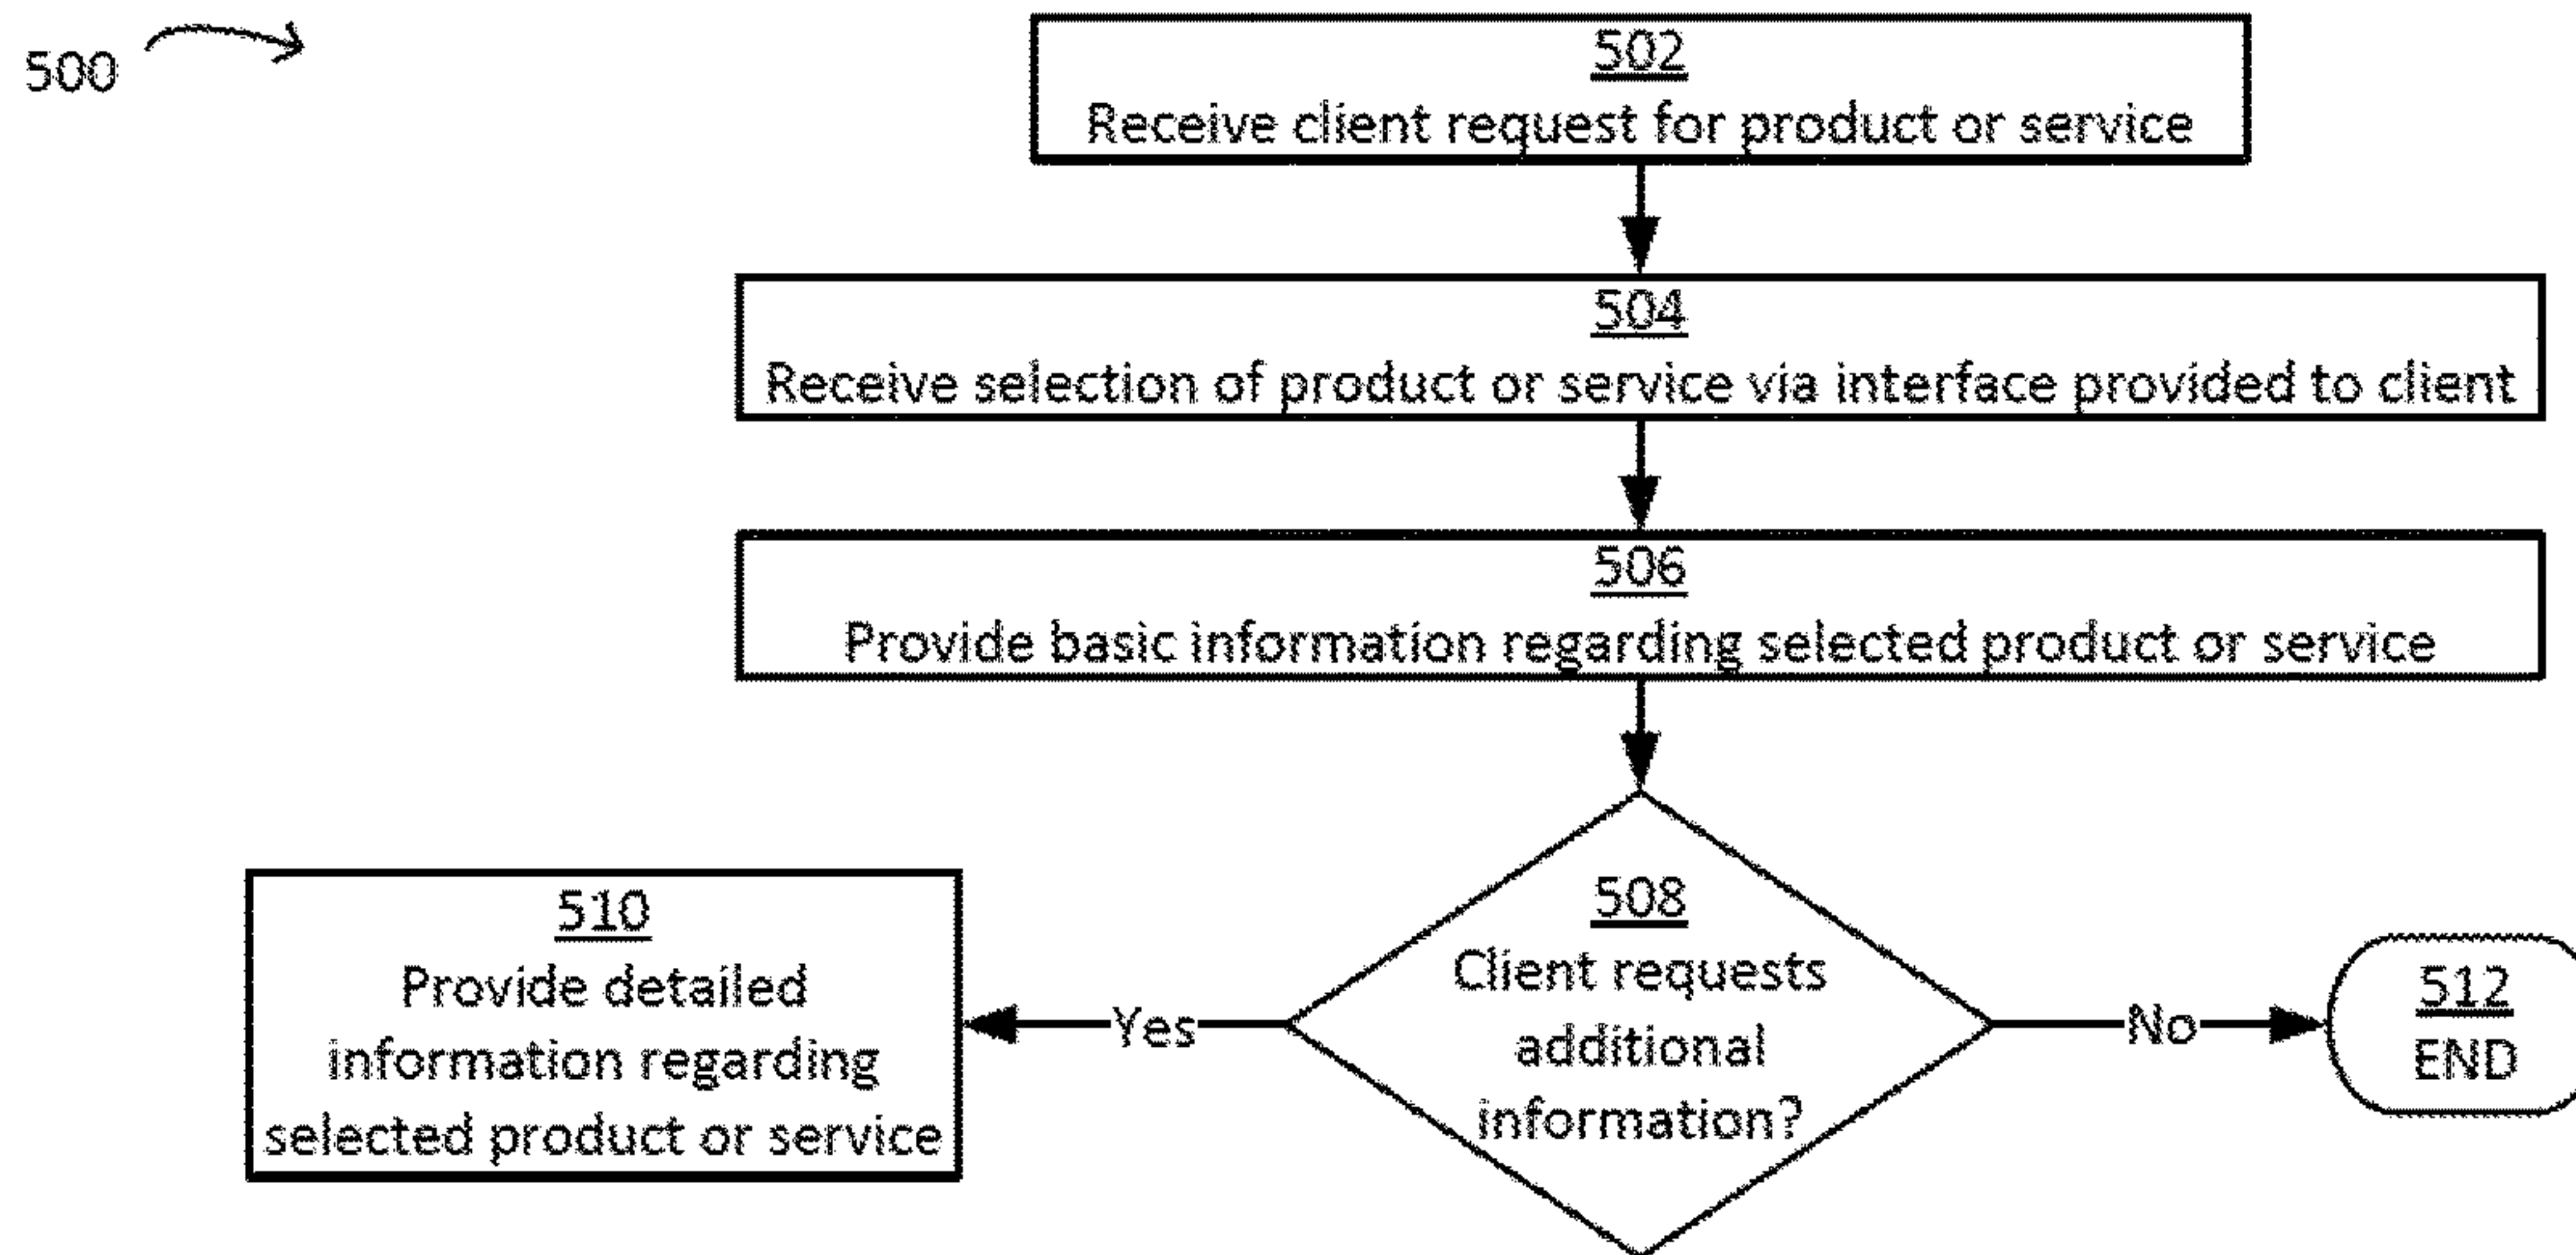 500
502
Receive client request for product or service
504
Receive selection of product or service via interface provided to client
506
Provide basic information regarding selected product or service
508
Client requests
additional
information?
Yes
No
510
Provide detailed
information regarding
selected product or service
512
END